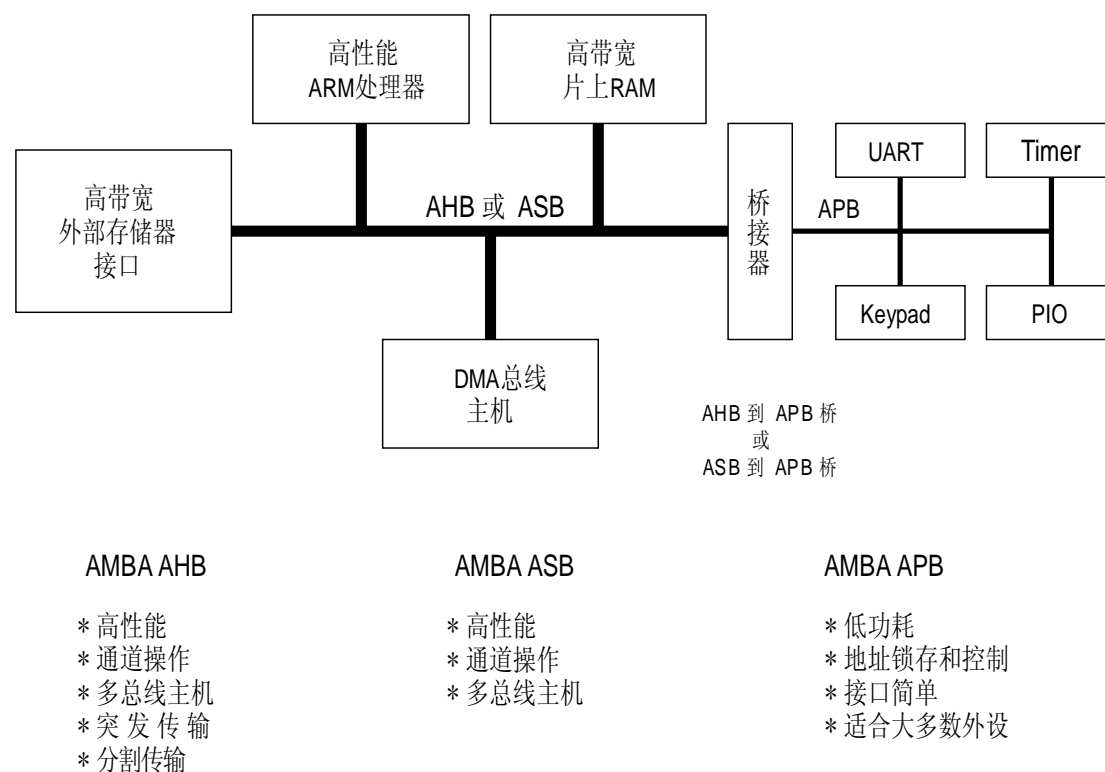 高性能
ARM处理器
高带宽
片上RAM
高带宽
外部存储器
接口
AHB 或 ASB
桥
接
器
APB
UART
Timer
Keypad
PIO
DMA总线
主机
AHB 到 APB 桥
或
ASB 到 APB 桥
AMBA AHB
* 高性能
* 通道操作
* 多总线主机
* 突 发 传 输
* 分割传输
AMBA ASB
* 高性能
* 通道操作
* 多总线主机
AMBA APB
* 低功耗
* 地址锁存和控制
* 接口简单
* 适合大多数外设